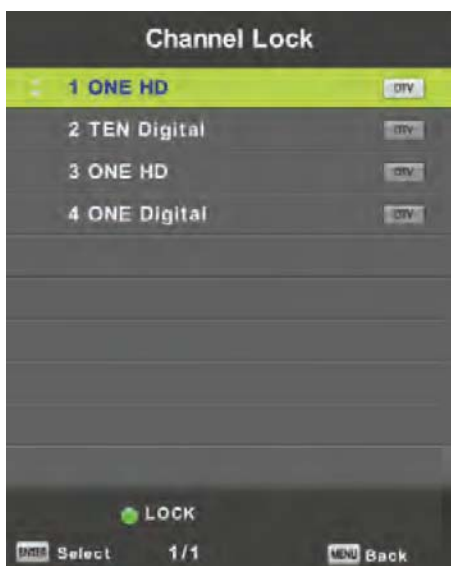 Channel Lock
1 ONE HD DTV
2 TEN Digital DTV
3 ONE HD DTV
4 ONE Digital DTV
LOCK
ENTER Select 1/1 MENU Back